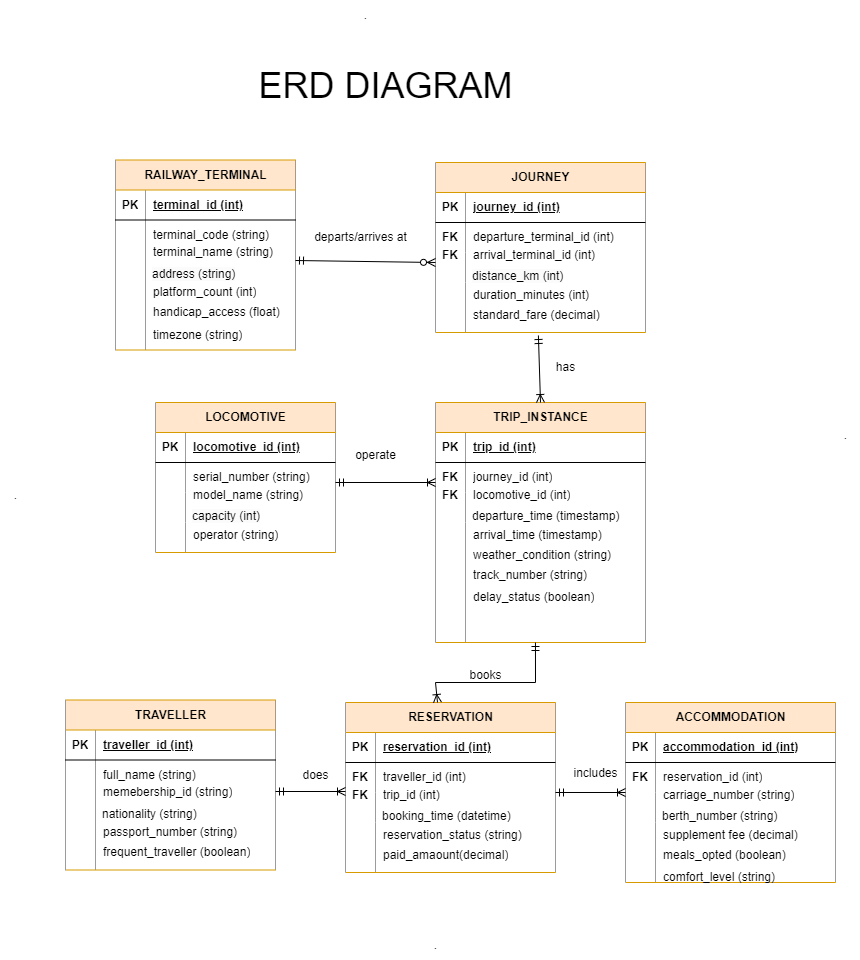 ERD DIAGRAM
RAILWAY_TERMINAL
PK terminal_id (int)
terminal_code (string)
terminal_name (string)
address (string)
platform_count (int)
handicap_access (float)
timezone (string)
departs/arrives at
JOURNEY
PK journey_id (int)
FK departure_terminal_id (int)
FK arrival_terminal_id (int)
distance_km (int)
duration_minutes (int)
standard_fare (decimal)
has
LOCOMOTIVE
PK locomotive_id (int)
serial_number (string)
model_name (string)
capacity (int)
operator (string)
operate
TRIP_INSTANCE
PK trip_id (int)
FK journey_id (int)
FK locomotive_id (int)
departure_time (timestamp)
arrival_time (timestamp)
weather_condition (string)
track_number (string)
delay_status (boolean)
books
TRAVELLER
PK traveller_id (int)
full_name (string)
memebership_id (string)
nationality (string)
passport_number (string)
frequent_traveller (boolean)
does
RESERVATION
PK reservation_id (int)
FK traveller_id (int)
FK trip_id (int)
booking_time (datetime)
reservation_status (string)
paid_amaount(decimal)
includes
ACCOMMODATION
PK accommodation_id (int)
FK reservation_id (int)
carriage_number (string)
berth_number (string)
supplement fee (decimal)
meals_opted (boolean)
comfort_level (string)